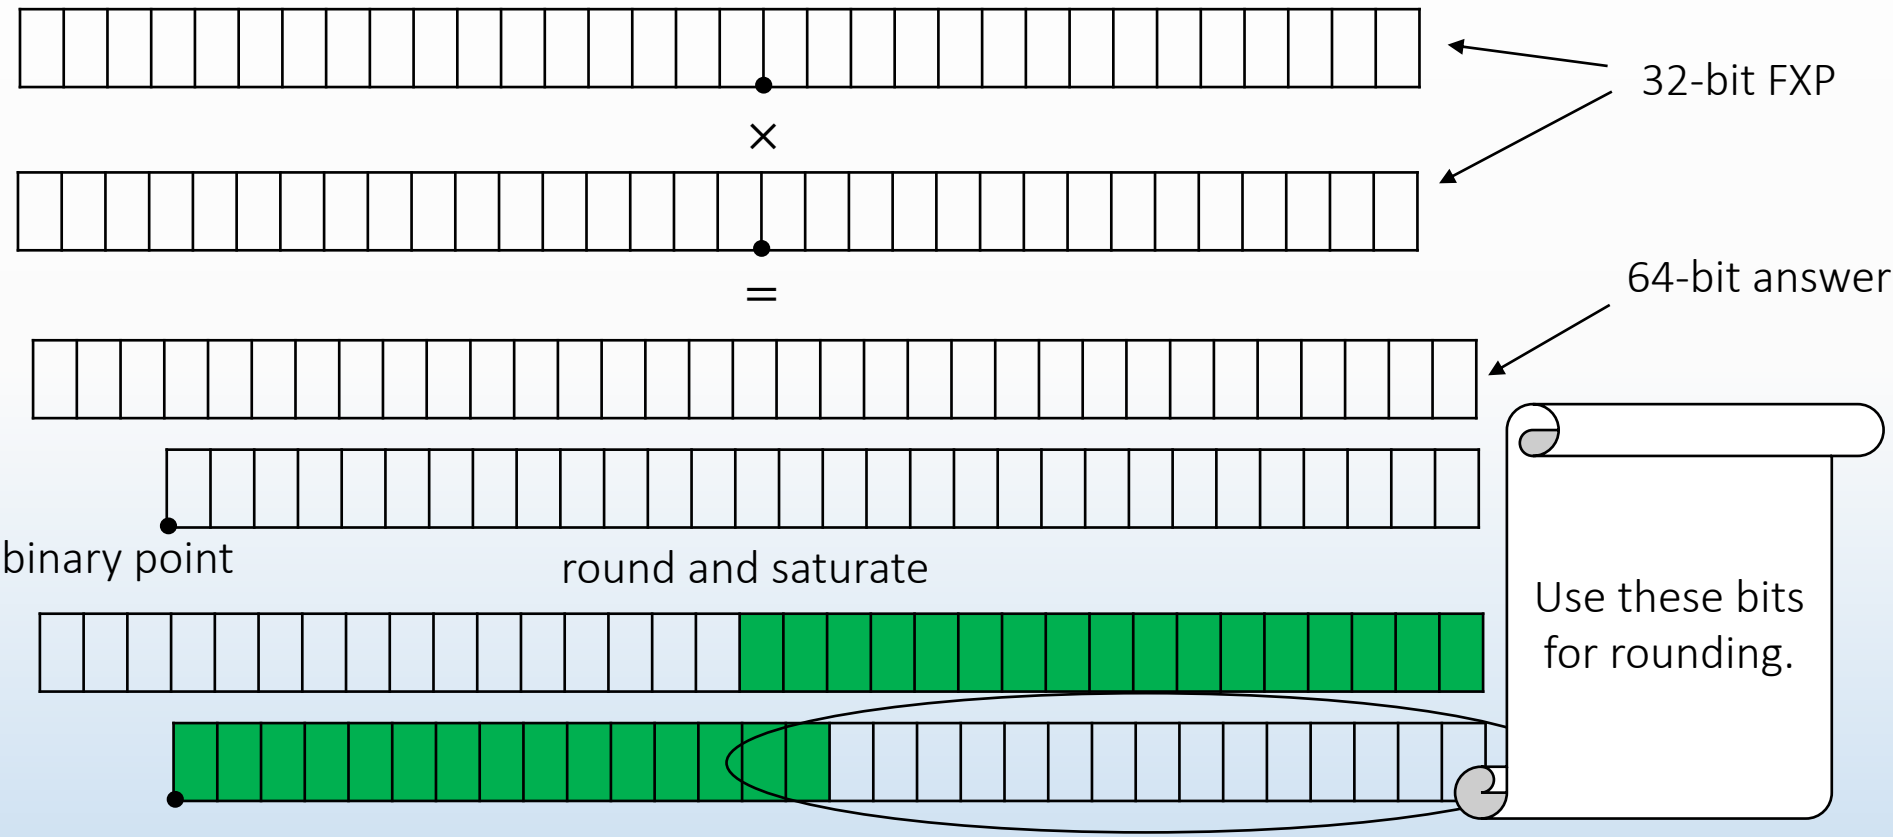 32-bit FXP
×
=
64-bit answer
binary point
round and saturate
Use these bits
for rounding.